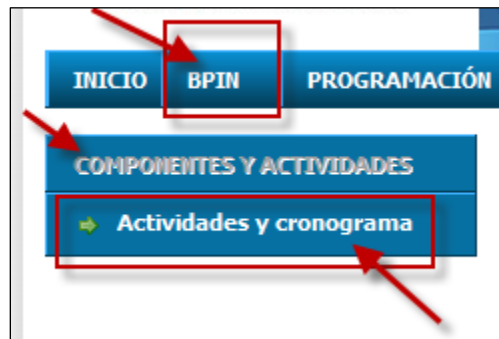 INICIO BPIN PROGRAMACIÓN
COMPONENTES Y ACTIVIDADES
Actividades y cronograma